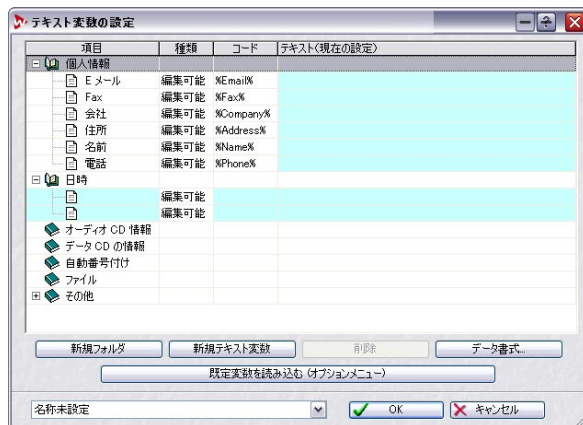 テキスト変数の設定
項目 種類 コード テキスト(現在の設定)
個人情報
E メール 編集可能 %Email%
Fax 編集可能 %Fax%
会社 編集可能 %Company%
住所 編集可能 %Address%
名前 編集可能 %Name%
電話 編集可能 %Phone%
日時
編集可能
編集可能
オーディオ CD 情報
データ CD の情報
自動番号付け
ファイル
その他
新規フォルダ 新規テキスト変数 削除 データ書式...
既定変数を読み込む (オプションメニュー)
名称未設定 OK キャンセル